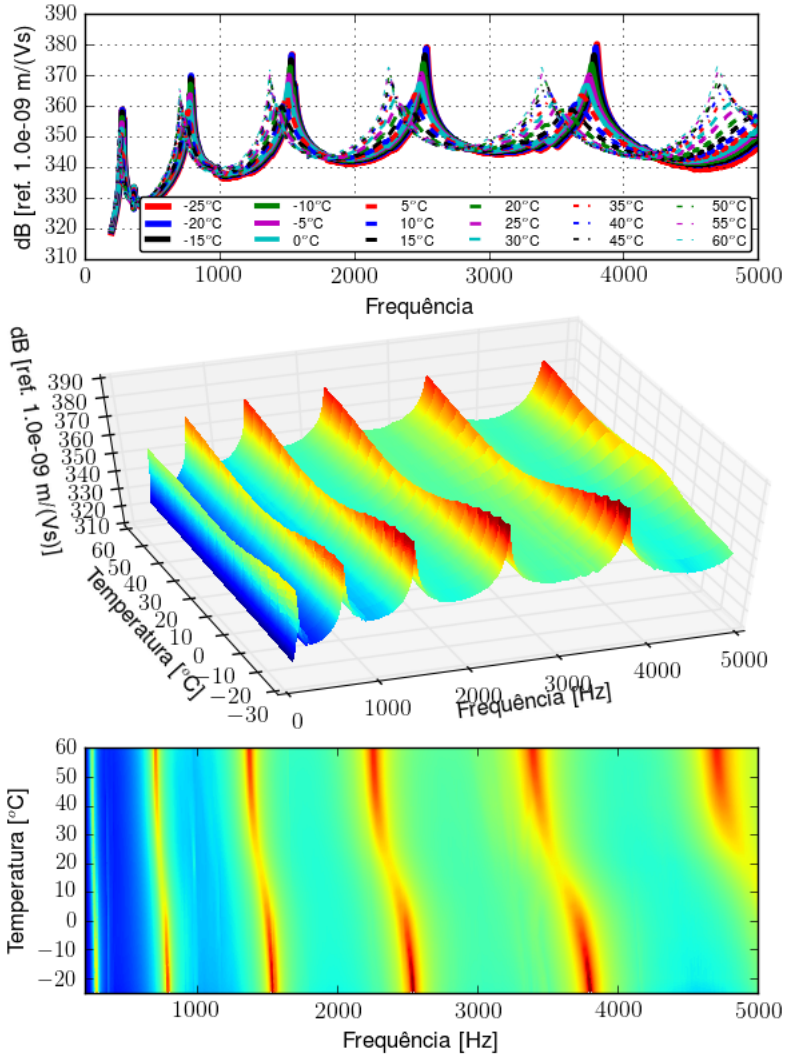 390
380
370
360
350
340
330
320
310
dB [ref. 1.0e-09 m/(Vs)
-25°C -10°C 5°C 20°C 35°C 50°C
-20°C -5°C 10°C 25°C 40°C 55°C
-15°C 0°C 15°C 30°C 45°C 60°C
0 1000 2000 3000 4000 5000
Frequência
dB [ref. 1.0e-09 m/(Vs)]
390
380
370
360
350
340
330
320
310
60
50
40
30
20
10
0
−10
−20
−30
Temperatura [°C]
0 1000 2000 3000 4000 5000
Frequência [Hz]
60
50
40
30
20
10
0
−10
−20
Temperatura [°C]
1000 2000 3000 4000 5000
Frequência [Hz]